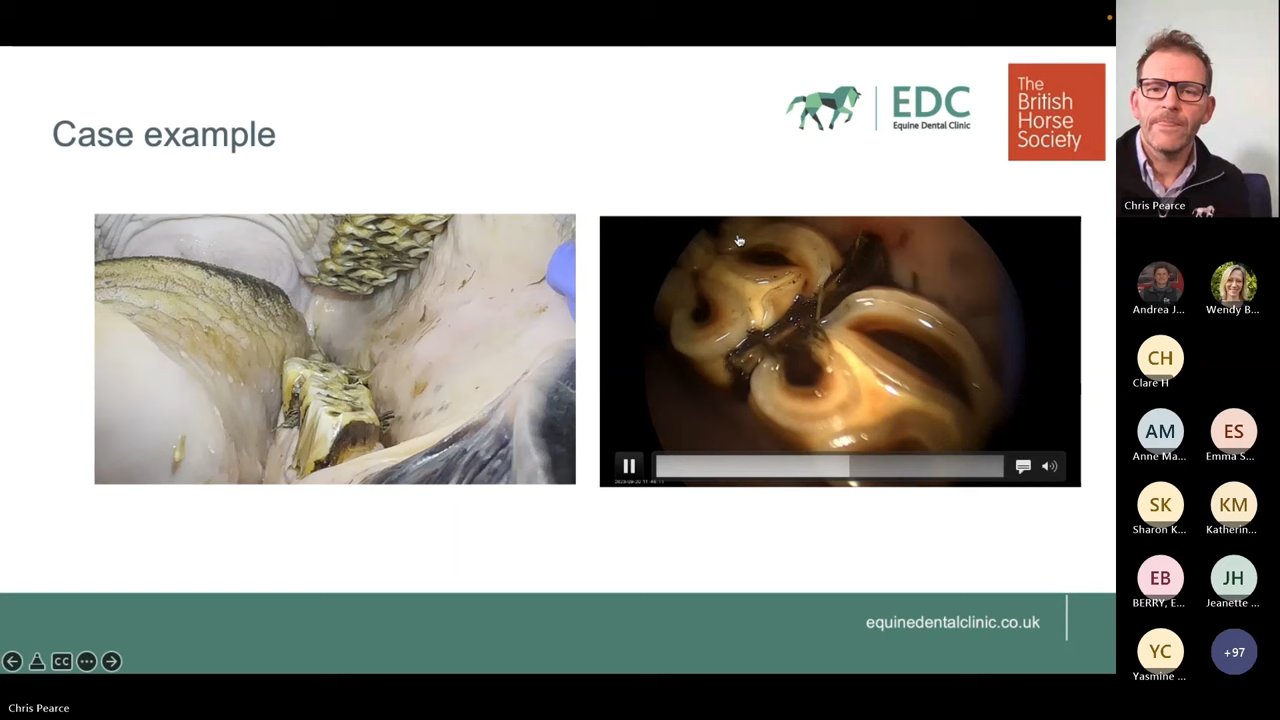 Case example
EDC
Equine Dental Clinic
The
British
Horse
Society
equinedentalclinic.co.uk
CC
Chris Pearce
Chris Pearce
Andrea J...
Wendy B...
CH
Clare H
AM
ES
Anne Ma...
Emma S...
SK
KM
Sharon K...
Katherin...
EB
JH
BERRY, E...
Jeanette ...
YC
+97
Yasmine ...